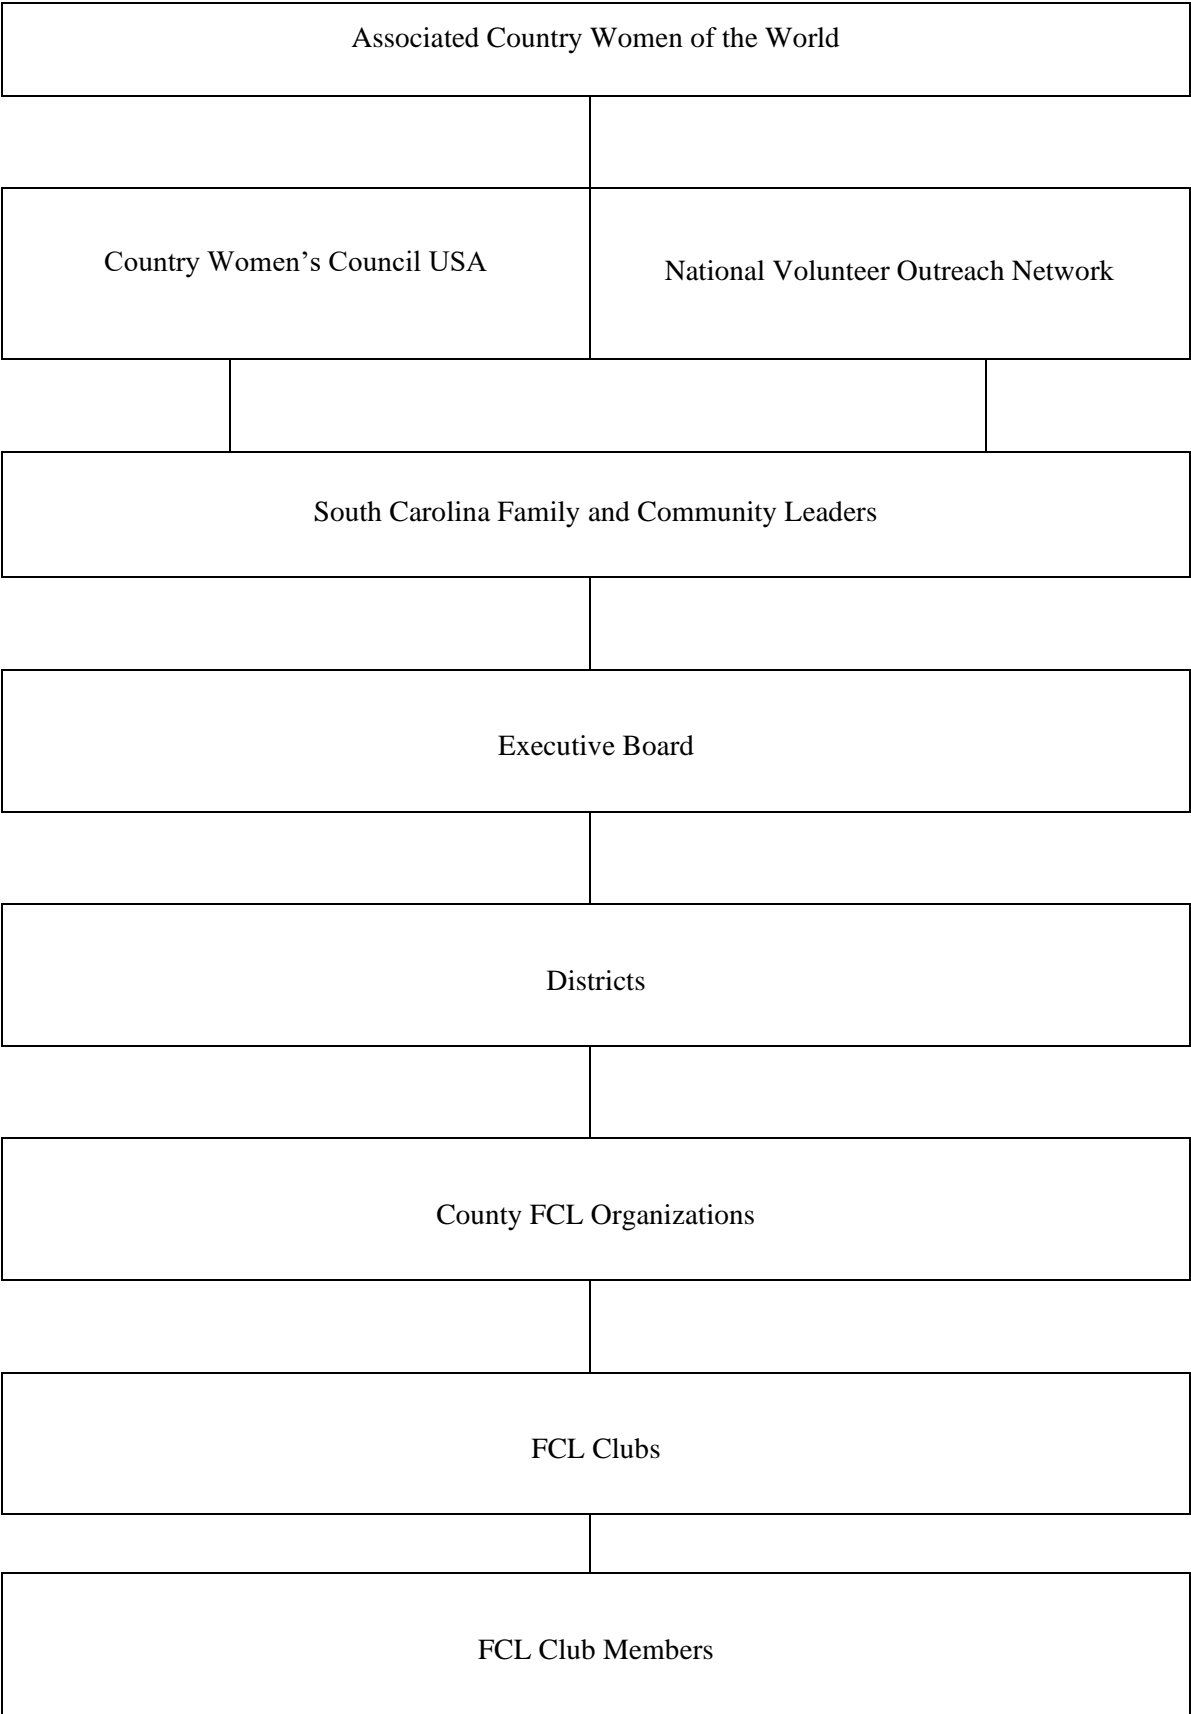 Associated Country Women of the World
Country Women’s Council USA
National Volunteer Outreach Network
South Carolina Family and Community Leaders
Executive Board
Districts
County FCL Organizations
FCL Clubs
FCL Club Members